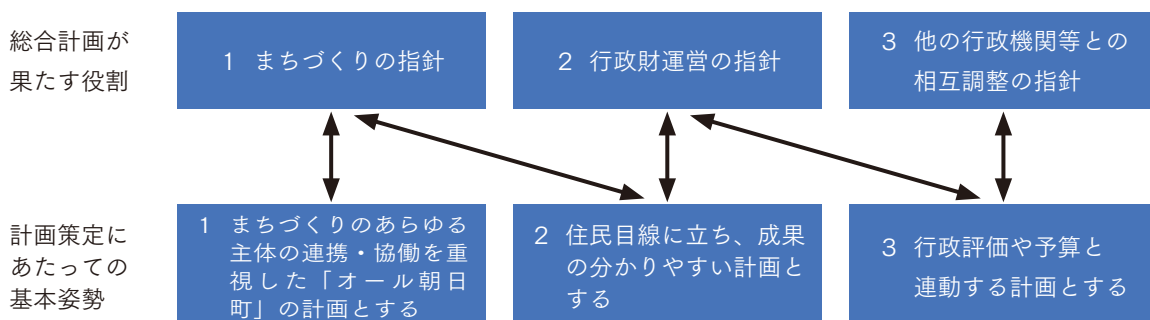 総合計画が
果たす役割
1 まちづくりの指針
2 行政財運営の指針
3 他の行政機関等との
相互調整の指針
計画策定に
あたっての
基本姿勢
1 まちづくりのあらゆる
主体の連携・協働を重
視した「オール朝日
町」の計画とする
2 住民目線に立ち、成果
の分かりやすい計画と
する
3 行政評価や予算と
連動する計画とする